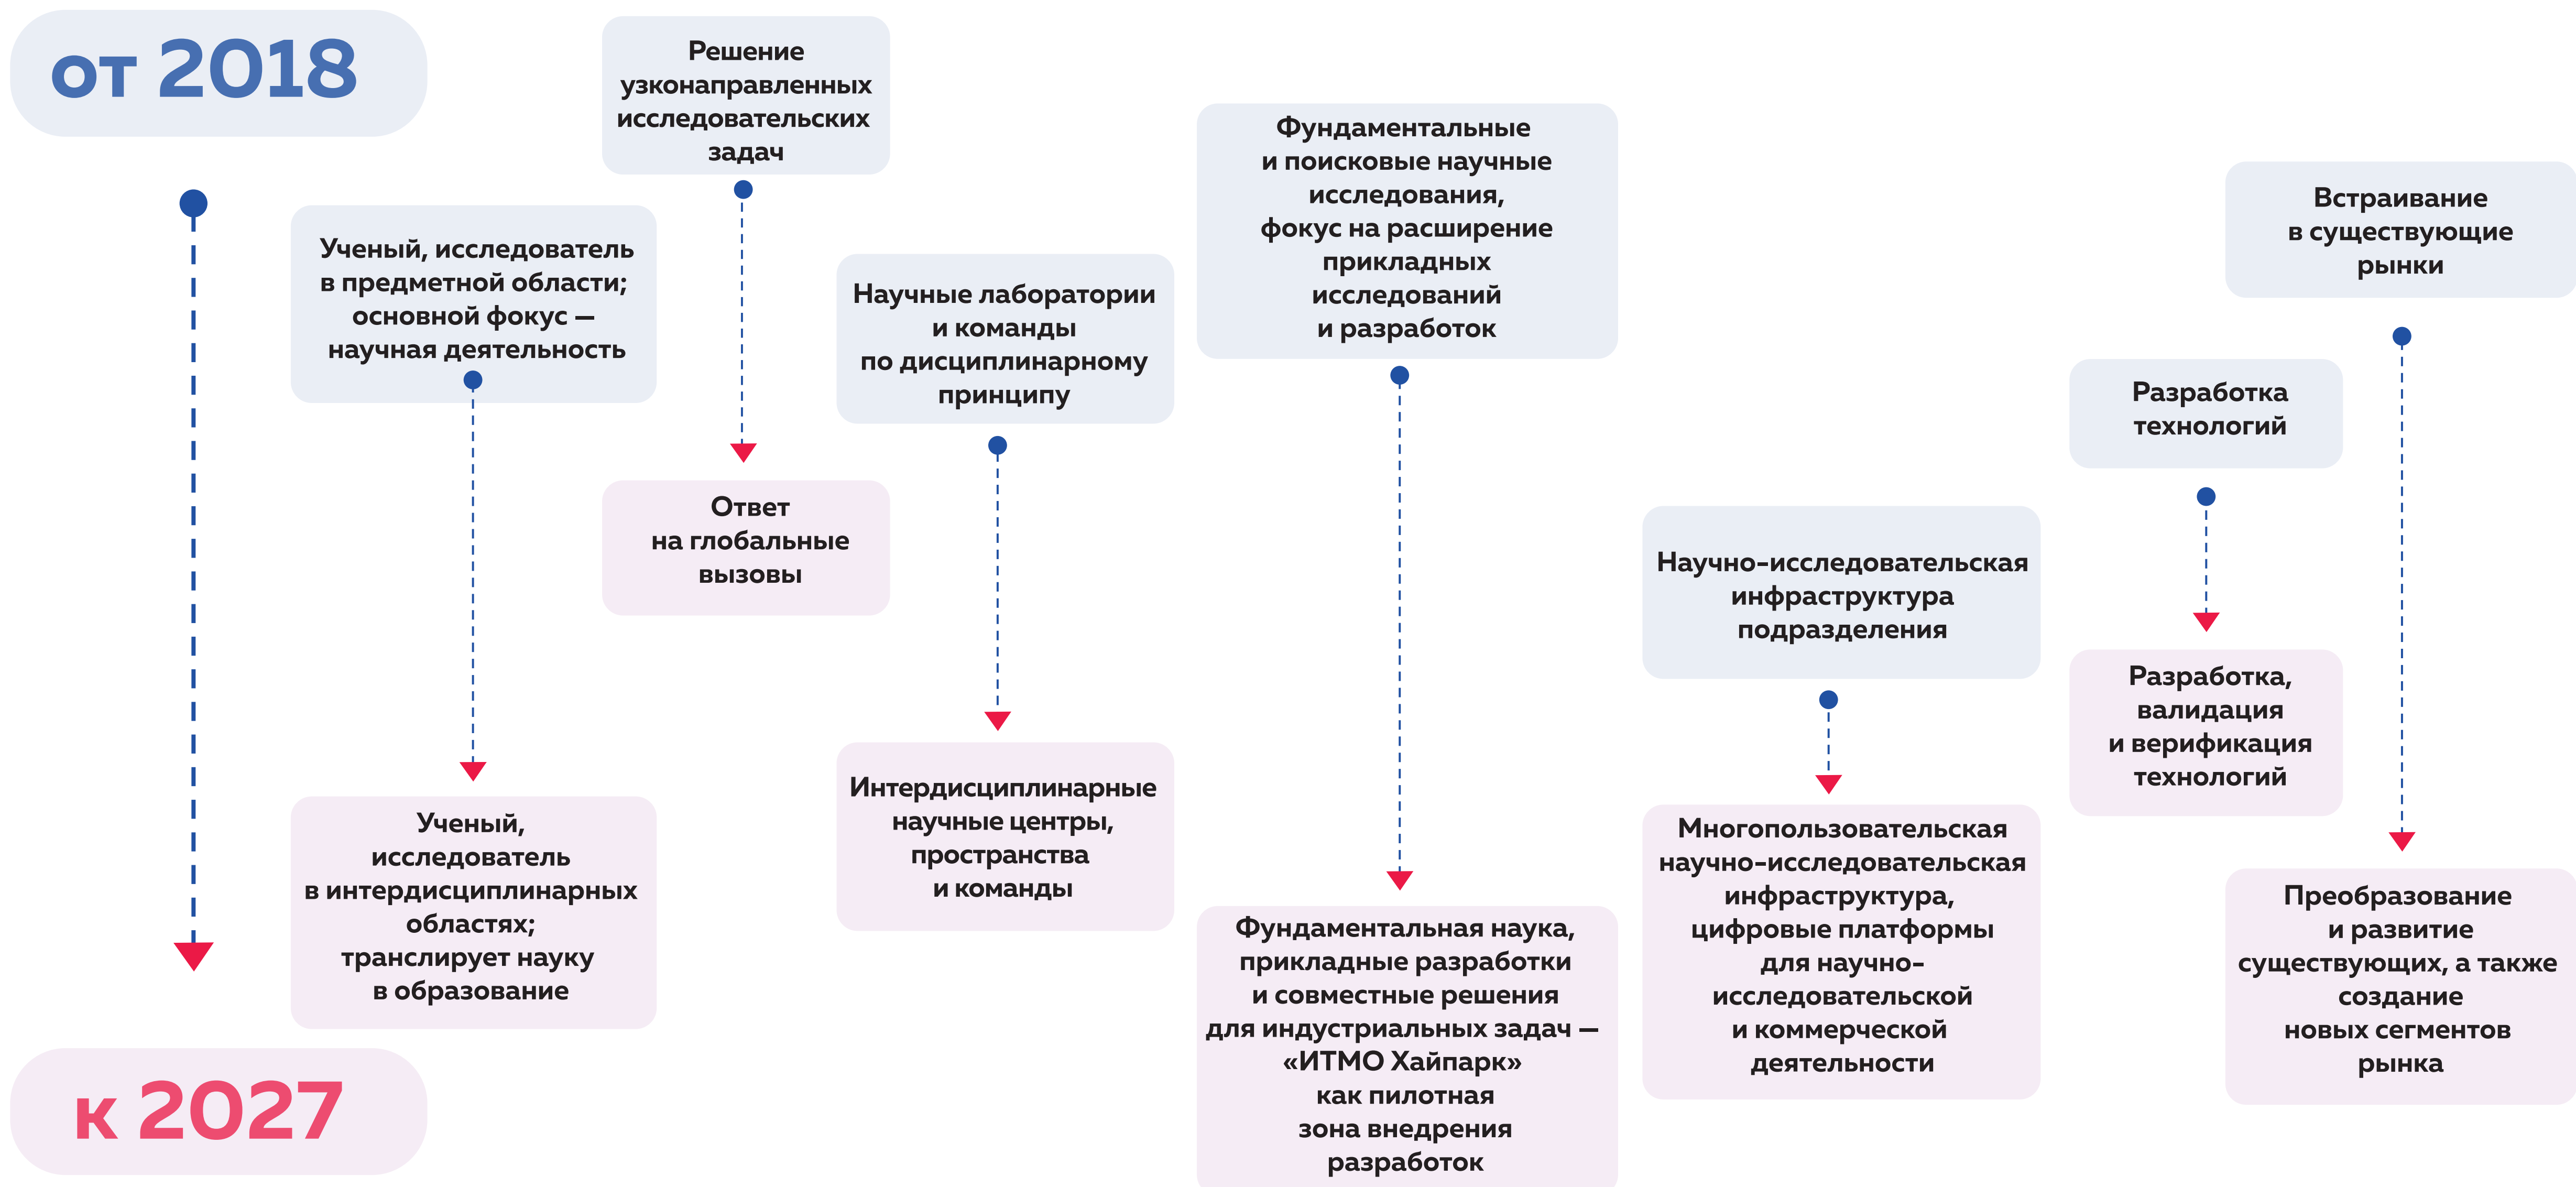 от 2018
Ученый, исследователь
в предметной области;
основной фокус —
научная деятельность
Ученый,
исследователь
в интердисциплинарных
областях;
транслирует науку
в образование
Решение
узконаправленных
исследовательских
задач
Ответ
на глобальные
вызовы
Научные лаборатории
и команды
по дисциплинарному
принципу
Интердисциплинарные
научные центры,
пространства
и команды
Фундаментальные
и поисковые научные
исследования,
фокус на расширение
прикладных
исследований
и разработок
Фундаментальная наука,
прикладные разработки
и совместные решения
для индустриальных задач —
«ИТМО Хайпарк»
как пилотная
зона внедрения
разработок
Научно-исследовательская
инфраструктура
подразделения
Многопользовательская
научно-исследовательская
инфраструктура,
цифровые платформы
для научно-
исследовательской
и коммерческой
деятельности
Разработка
технологий
Разработка,
валидация
и верификация
технологий
Встраивание
в существующие
рынки
Преобразование
и развитие
существующих, а также
создание
новых сегментов
рынка
к 2027